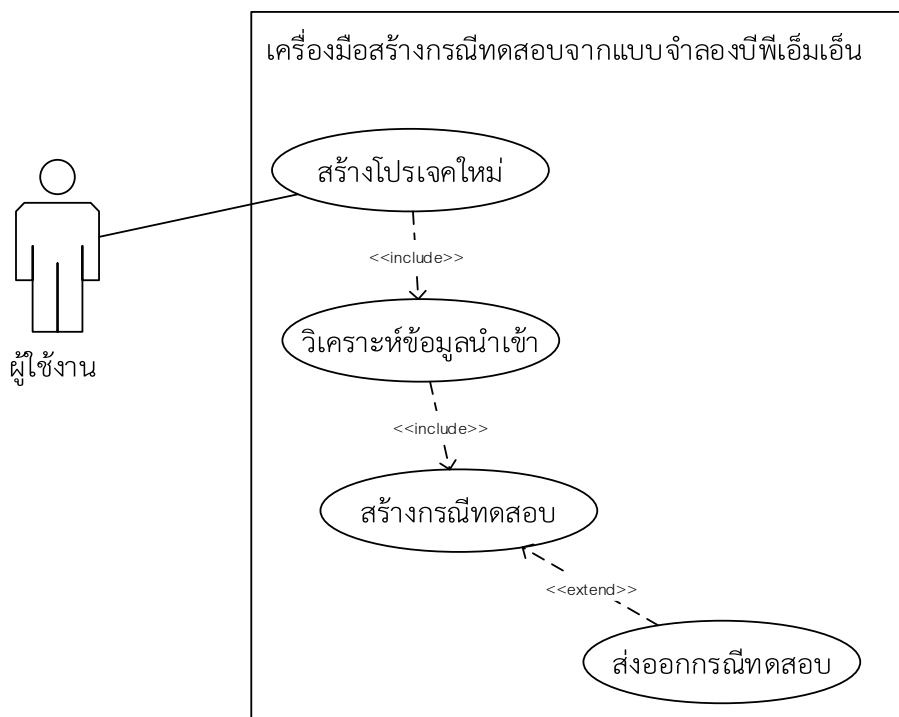 เครื่องมือสร้างกรณีทดสอบจากแบบจำลองบีพีเอ็มเอ็น
สร้างโปรเจคใหม่
<<include>>
วิเคราะห์ข้อมูลนำเข้า
ผู้ใช้งาน
<<include>>
สร้างกรณีทดสอบ
<<extend>>
ส่งออกกรณีทดสอบ